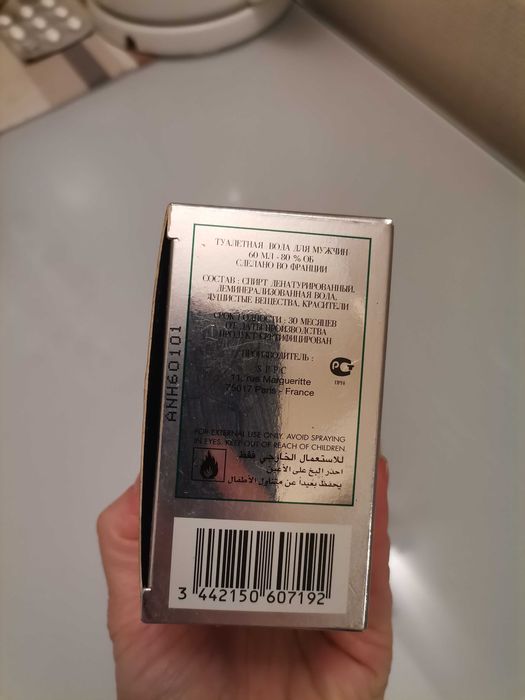 ТУАЛЕТНАЯ ВОДА ДЛЯ МУЖЧИН
60 МЛ - 80 % ОБ
СДЕЛАНО ВО ФРАНЦИИ
СОСТАВ : СПИРТ ДЕНАТУРИРОВАННЫЙ,
ДЕМИНЕРАЛИЗОВАННАЯ ВОДА,
ДУШИСТЫЕ ВЕЩЕСТВА, КРАСИТЕЛИ
СРОК ГОДНОСТИ : 30 МЕСЯЦЕВ
ОТ ДАТЫ ПРОИЗВОДСТВА
ПРОДУКТ СЕРТИФИЦИРОВАН
ПРОИЗВОДИТЕЛЬ :
S P P C
11, rue Margueritte
75017 Paris - France
FOR EXTERNAL USE ONLY. AVOID SPRAYING
IN EYES. KEEP OUT OF REACH OF CHILDREN
للاستعمال الخارجي فقط
احذر البخ على الأعين
يحفظ بعيداً عن متناول الأطفال
ANH60101
3 442150 607192